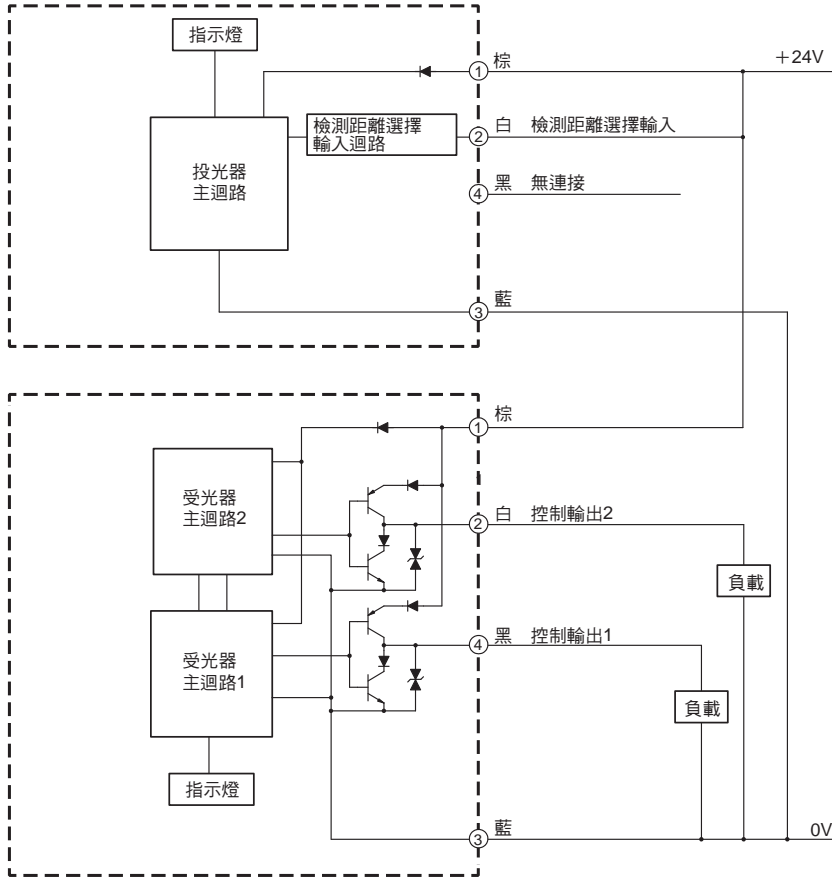 指示燈
① 棕
+24V
檢測距離選擇
輸入迴路
② 白 檢測距離選擇輸入
投光器
主迴路
④ 黑 無連接
③ 藍
① 棕
受光器
主迴路2
② 白 控制輸出2
負載
受光器
主迴路1
④ 黑 控制輸出1
負載
指示燈
③ 藍
0V